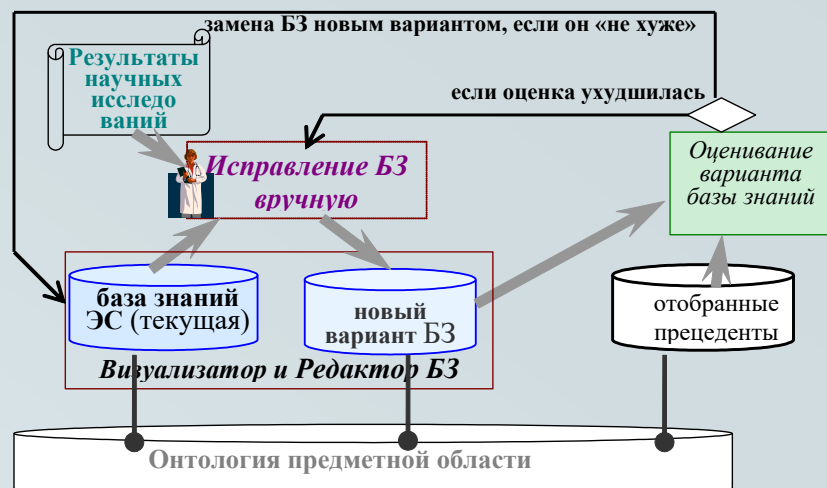 замена БЗ новым вариантом, если он «не хуже»
Результаты
научных
исследо
ваний
если оценка ухудшилась
Исправление БЗ
вручную
Оценивание
варианта
базы знаний
база знаний
ЭС (текущая)
новый
вариант БЗ
отобранные
прецеденты
Визуализатор и Редактор БЗ
Онтология предметной области